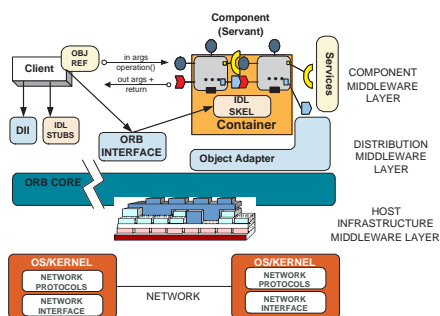 Component
(Servant)
OBJ
REF
in args
operation()
out args +
return
Client
Services
COMPONENT
MIDDLEWARE
LAYER
DII
IDL
STUBS
IDL
SKEL
Container
ORB
INTERFACE
Object Adapter
DISTRIBUTION
MIDDLEWARE
LAYER
ORB CORE
HOST
INFRASTRUCTURE
MIDDLEWARE LAYER
OS/KERNEL
NETWORK
PROTOCOLS
NETWORK
INTERFACE
NETWORK
OS/KERNEL
NETWORK
PROTOCOLS
NETWORK
INTERFACE